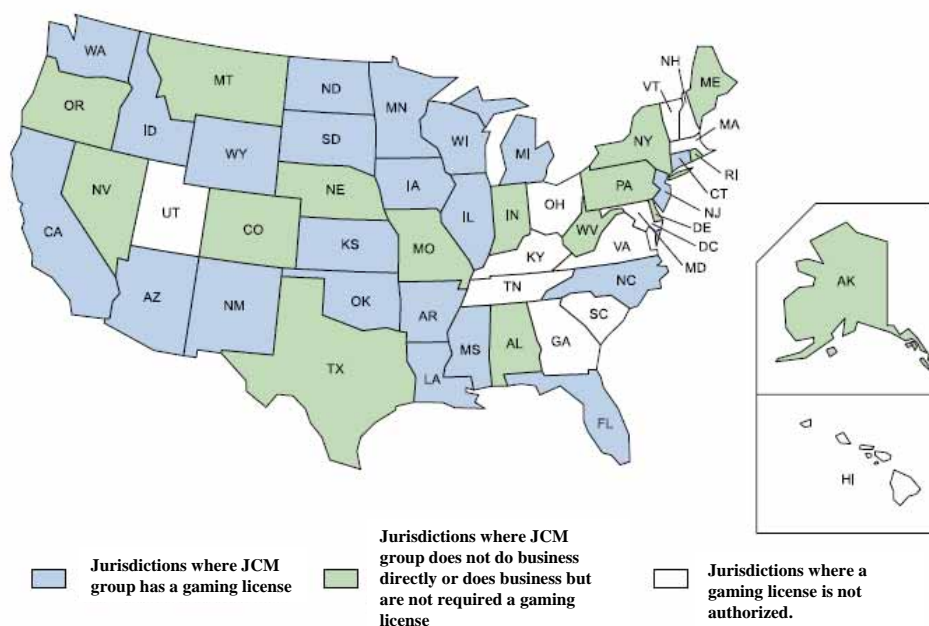 WA
MT
ND
MN
OR
ID
SD
WI
MI
WY
NH
VT
ME
MA
NY
RI
CT
NJ
DE
DC
MD
PA
IA
NE
NV
UT
CO
IL
IN
OH
WV
VA
CA
KS
MO
KY
NC
TN
AZ
NM
OK
AR
SC
MS
AL
GA
TX
LA
FL
AK
HI
Jurisdictions where JCM
group has a gaming license
Jurisdictions where JCM
group does not do business
directly or does business but
are not required a gaming
license
Jurisdictions where a
gaming license is not
authorized.